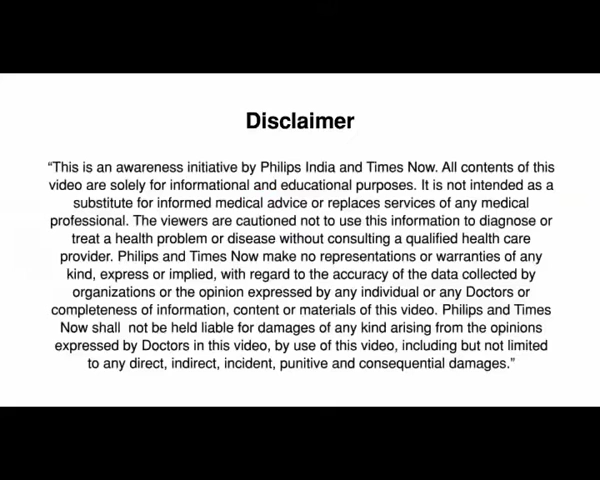 Disclaimer
“This is an awareness initiative by Philips India and Times Now. All contents of this
video are solely for informational and educational purposes. It is not intended as a
substitute for informed medical advice or replaces services of any medical
professional. The viewers are cautioned not to use this information to diagnose or
treat a health problem or disease without consulting a qualified health care
provider. Philips and Times Now make no representations or warranties of any
kind, express or implied, with regard to the accuracy of the data collected by
organizations or the opinion expressed by any individual or any Doctors or
completeness of information, content or materials of this video. Philips and Times
Now shall  not be held liable for damages of any kind arising from the opinions
expressed by Doctors in this video, by use of this video, including but not limited
to any direct, indirect, incident, punitive and consequential damages.”